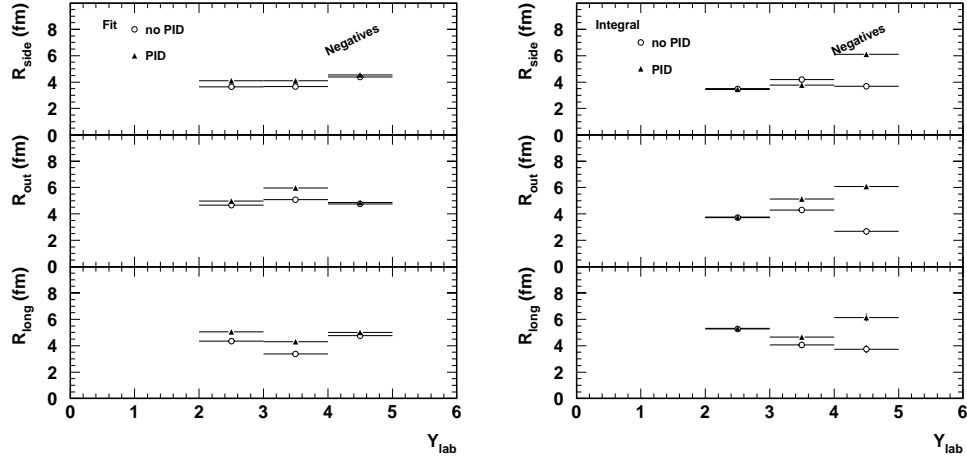 R_side (fm)
8
6
4
2
0
Fit
no PID
PID
Negatives
R_out (fm)
8
6
4
2
0
R_long (fm)
8
6
4
2
0
0 1 2 3 4 5 6
Y_lab
R_side (fm)
8
6
4
2
0
Integral
no PID
PID
Negatives
R_out (fm)
8
6
4
2
0
R_long (fm)
8
6
4
2
0
0 1 2 3 4 5 6
Y_lab